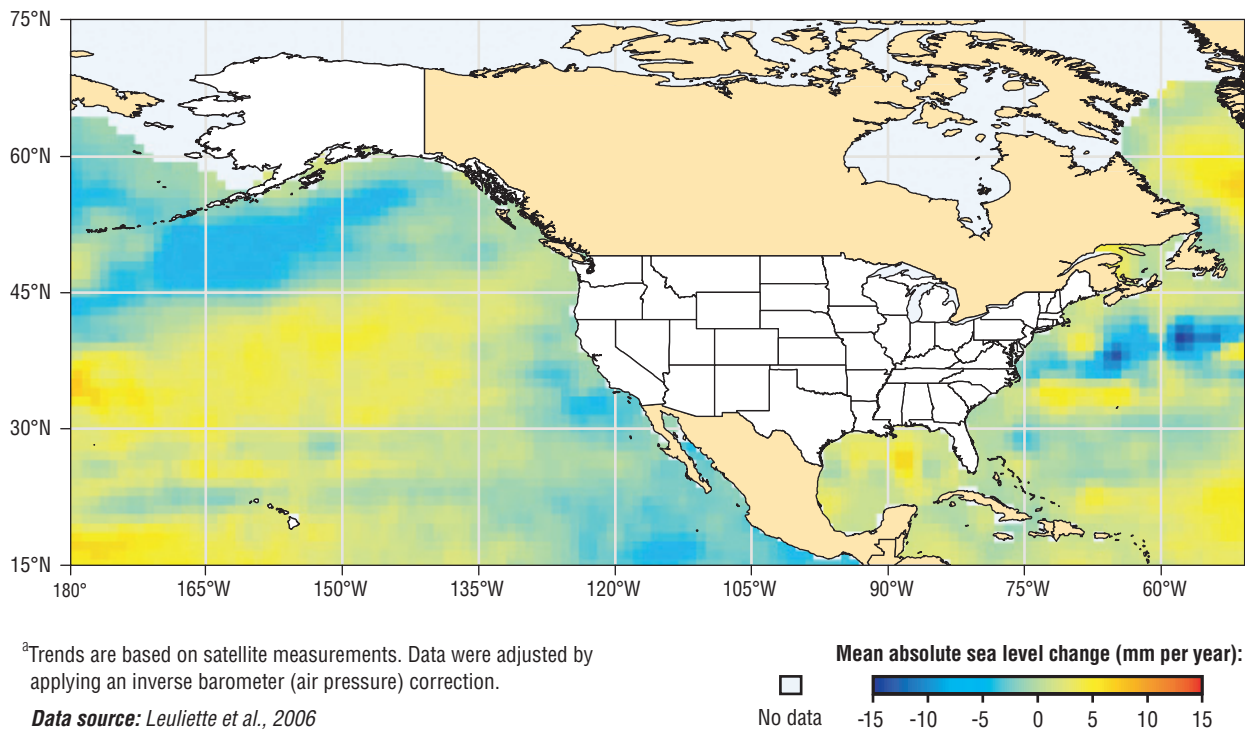 75°N
60°N
45°N
30°N
15°N
180° 165°W 150°W 135°W 120°W 105°W 90°W 75°W 60°W
aTrends are based on satellite measurements. Data were adjusted by
applying an inverse barometer (air pressure) correction.
Data source: Leuliette et al., 2006
No data
Mean absolute sea level change (mm per year):
-15 -10 -5 0 5 10 15